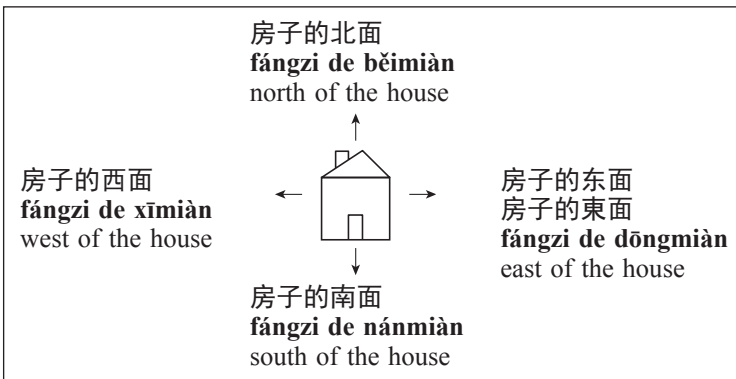 房子的北面
fángzi de běimiàn
north of the house
房子的西面
fángzi de xīmiàn
west of the house
房子的东面
房子的東面
fángzi de dōngmiàn
east of the house
房子的南面
fángzi de nánmiàn
south of the house